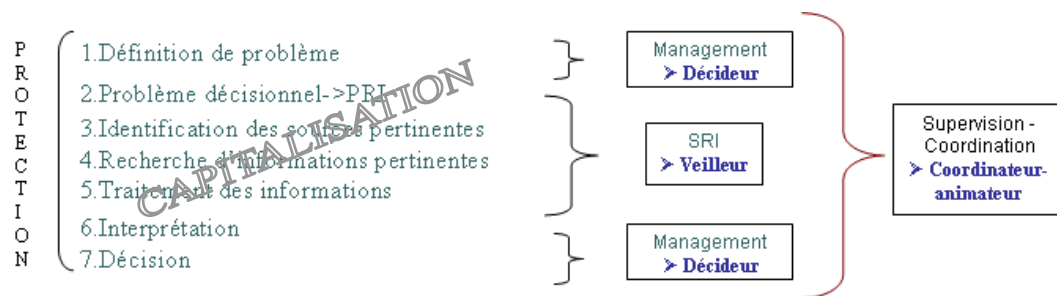 PROTECTION
1.Définition de problème
2.Problème décisionnel->PRI
3.Identification des sources pertinentes
4.Recherche d'informations pertinentes
5.Traitement des informations
6.Interprétation
7.Décision
CAPITALISATION
Management
➢ Décideur
SRI
➢ Veilleur
Management
➢ Décideur
Supervision -
Coordination
➢ Coordinateur-
animateur